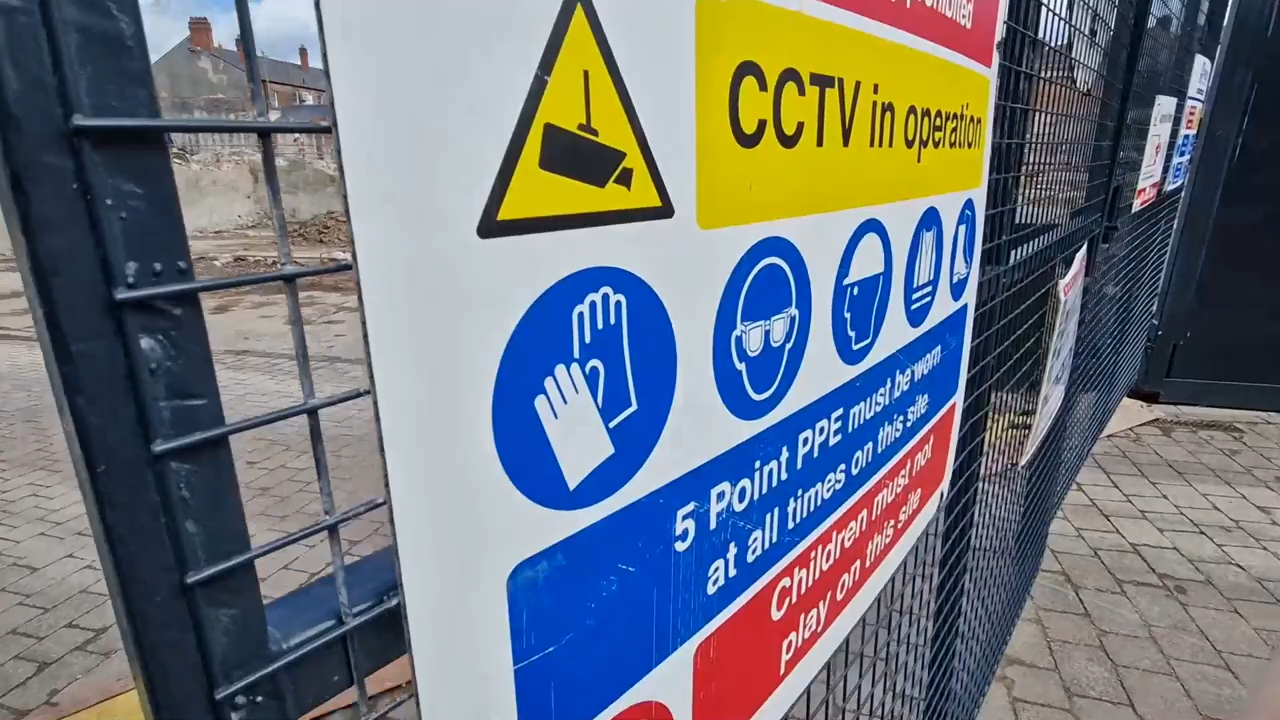 prohibited
CCTV in operation
5 Point PPE must be worn
at all times on this site
Children must not
play on this site